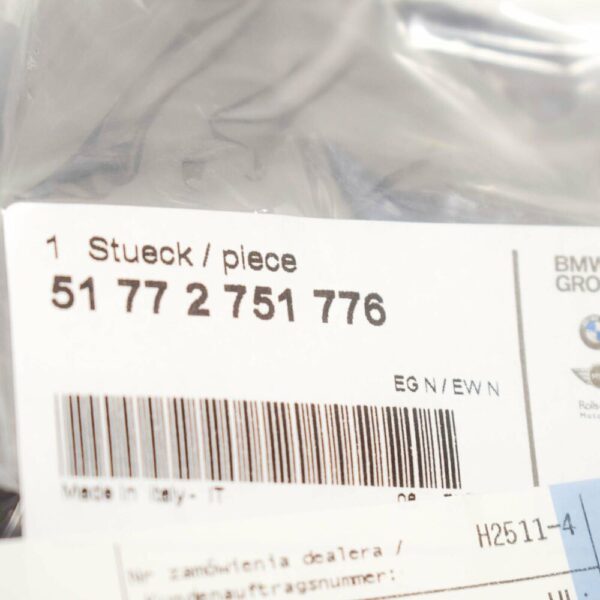 1 Stueck / piece
51 77 2 751 776
BMW
GRO
EG N / EW N
Made in Italy - IT
H2511-4
Nr zamówienia dealera /
Kundenauftragsnummer: